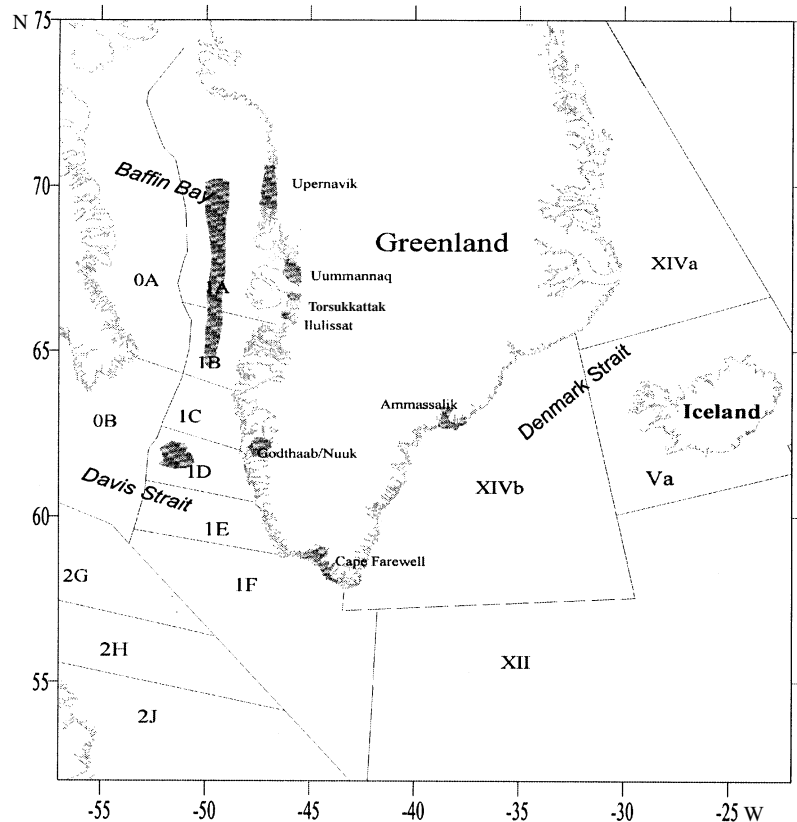 N 75
70
65
60
55
Baffin Bay
Upernavik
Greenland
XIVa
0A
1A
Uummannaq
Torsukkattak
Ilulissat
1B
Denmark Strait
0B
1C
Ammassalik
Iceland
Godthaab/Nuuk
1D
Davis Strait
XIVb
Va
1E
Cape Farewell
2G
1F
2H
XII
2J
-55 -50 -45 -40 -35 -30 -25 W